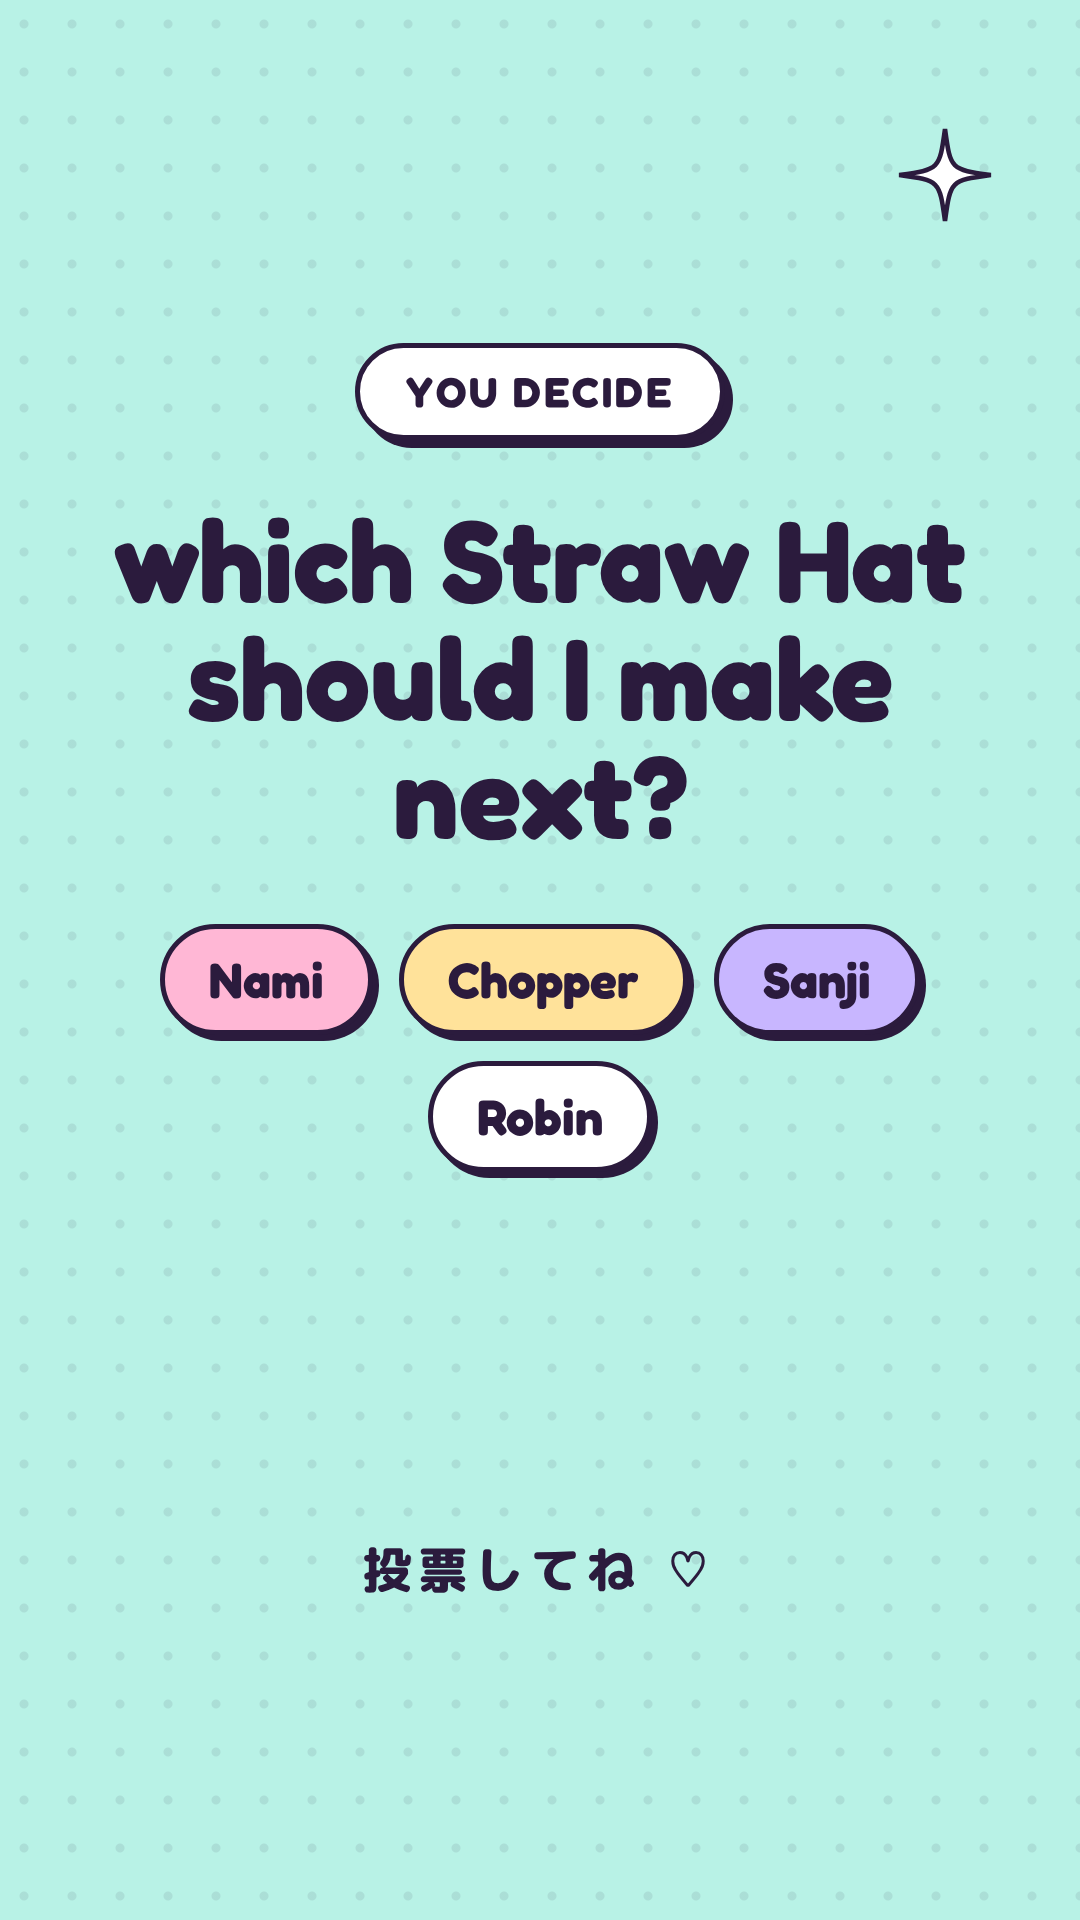 YOU DECIDE
which Straw Hat
should I make
next?
Nami Chopper Sanji
Robin
投票してね ♡